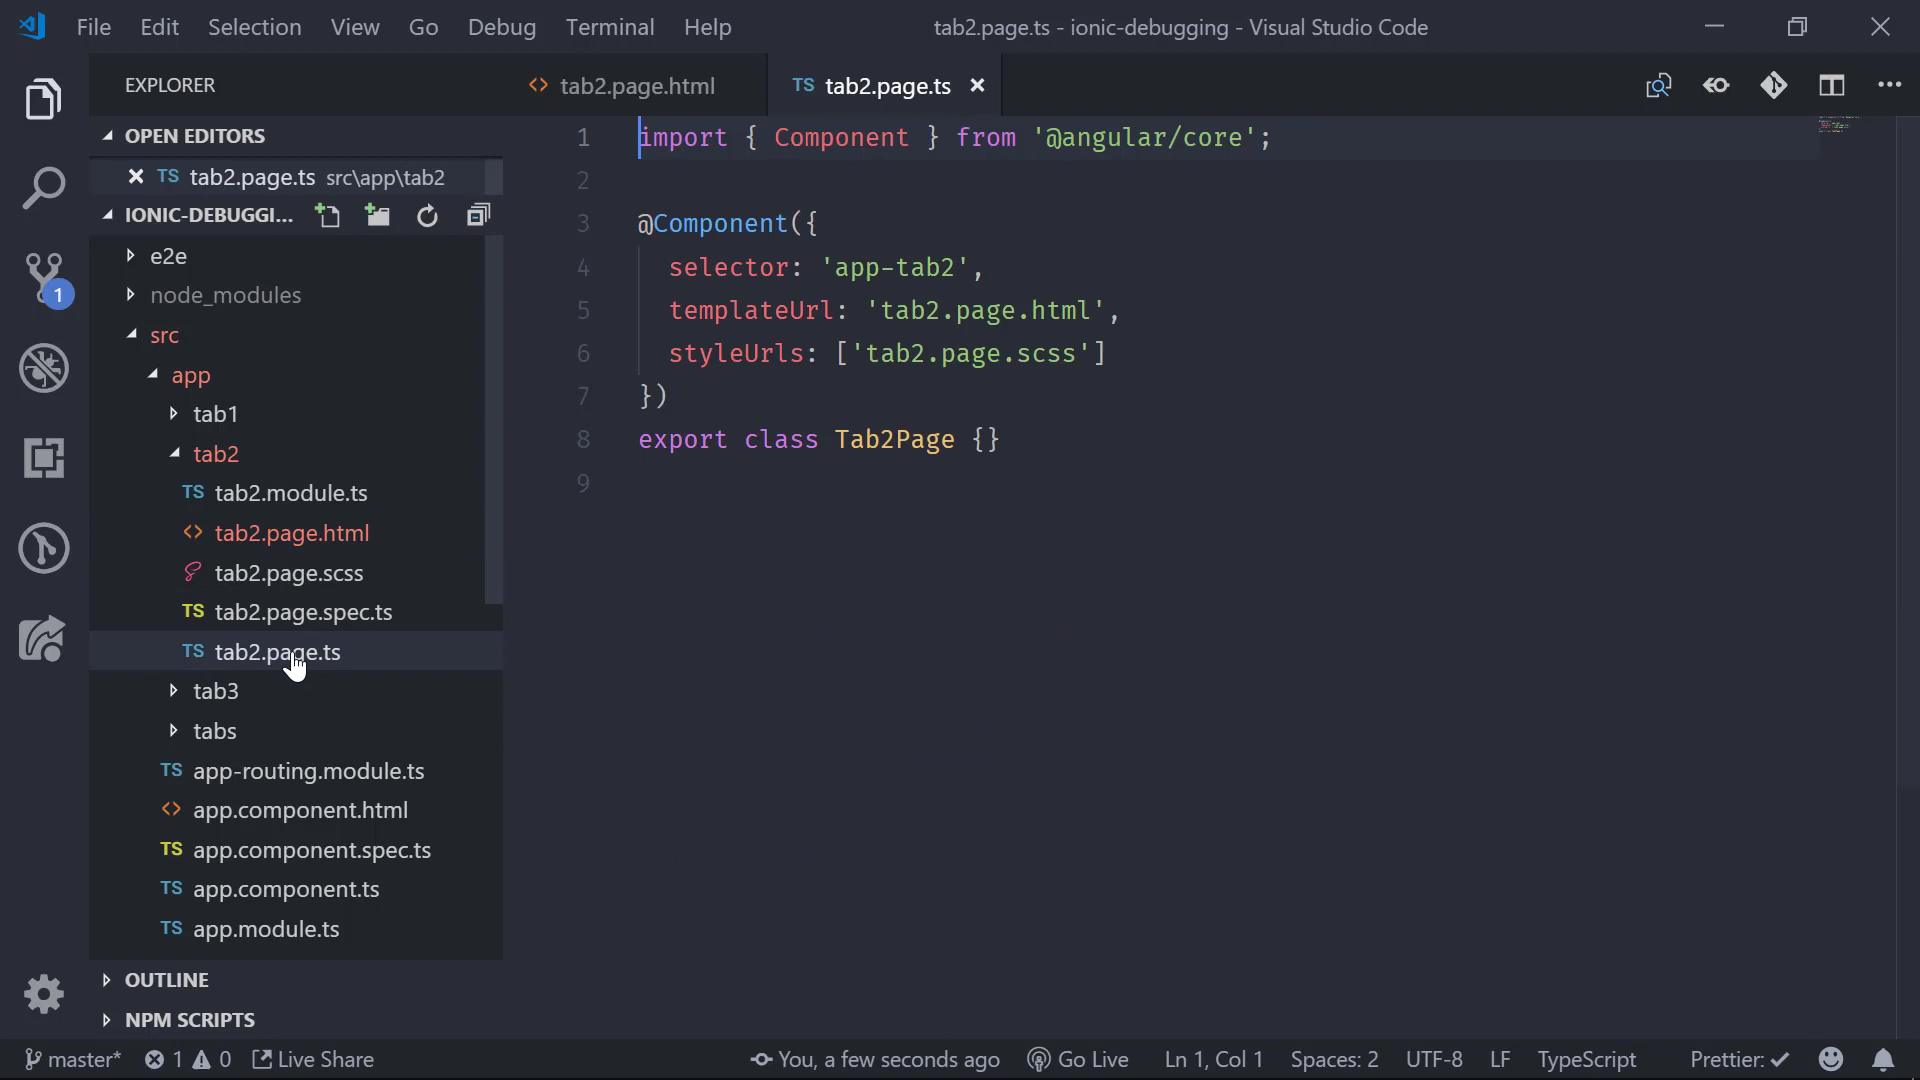 File Edit Selection View Go Debug Terminal Help
tab2.page.ts - ionic-debugging - Visual Studio Code
EXPLORER
<> tab2.page.html
TS tab2.page.ts
OPEN EDITORS
TS tab2.page.ts src\app\tab2
IONIC-DEBUGGI...
e2e
node_modules
src
app
tab1
tab2
TS tab2.module.ts
<> tab2.page.html
tab2.page.scss
TS tab2.page.spec.ts
TS tab2.page.ts
tab3
tabs
TS app-routing.module.ts
<> app.component.html
TS app.component.spec.ts
TS app.component.ts
TS app.module.ts
OUTLINE
NPM SCRIPTS
1
1 import { Component } from '@angular/core';
2
3 @Component({
4 selector: 'app-tab2',
5 templateUrl: 'tab2.page.html',
6 styleUrls: ['tab2.page.scss']
7 })
8 export class Tab2Page {}
9
master* 1 0 Live Share
You, a few seconds ago Go Live Ln 1, Col 1 Spaces: 2 UTF-8 LF TypeScript Prettier: ✓